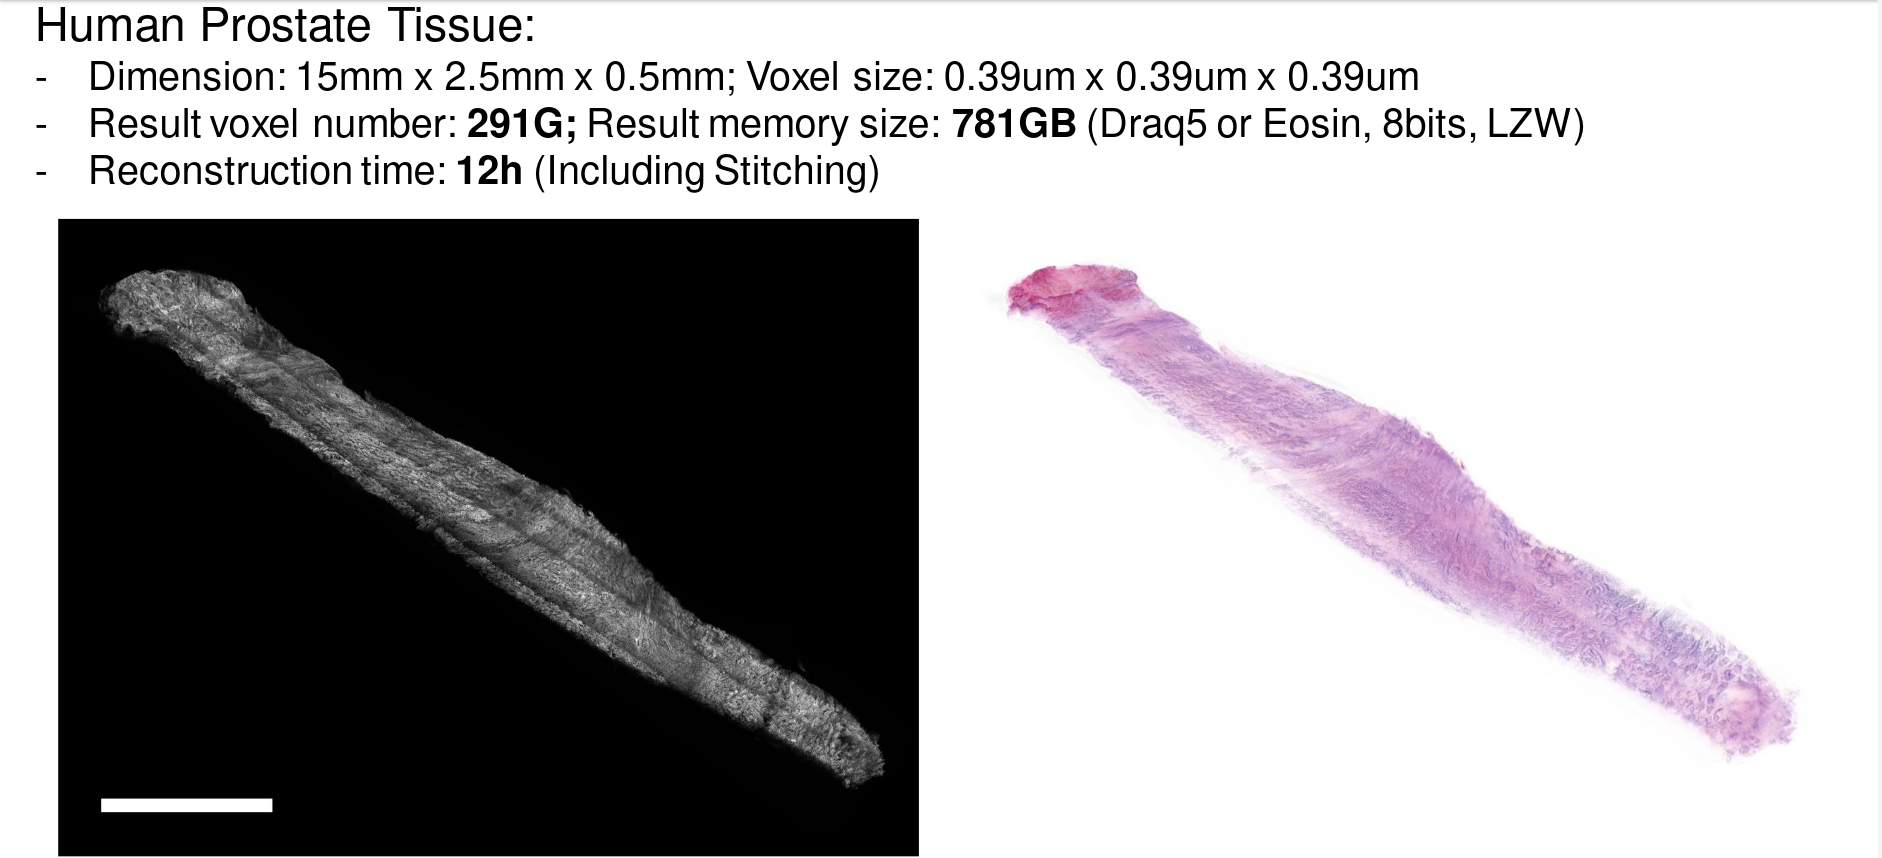 Human Prostate Tissue:
- Dimension: 15mm x 2.5mm x 0.5mm; Voxel size: 0.39um x 0.39um x 0.39um
- Result voxel number: 291G; Result memory size: 781GB (Draq5 or Eosin, 8bits, LZW)
- Reconstruction time: 12h (Including Stitching)